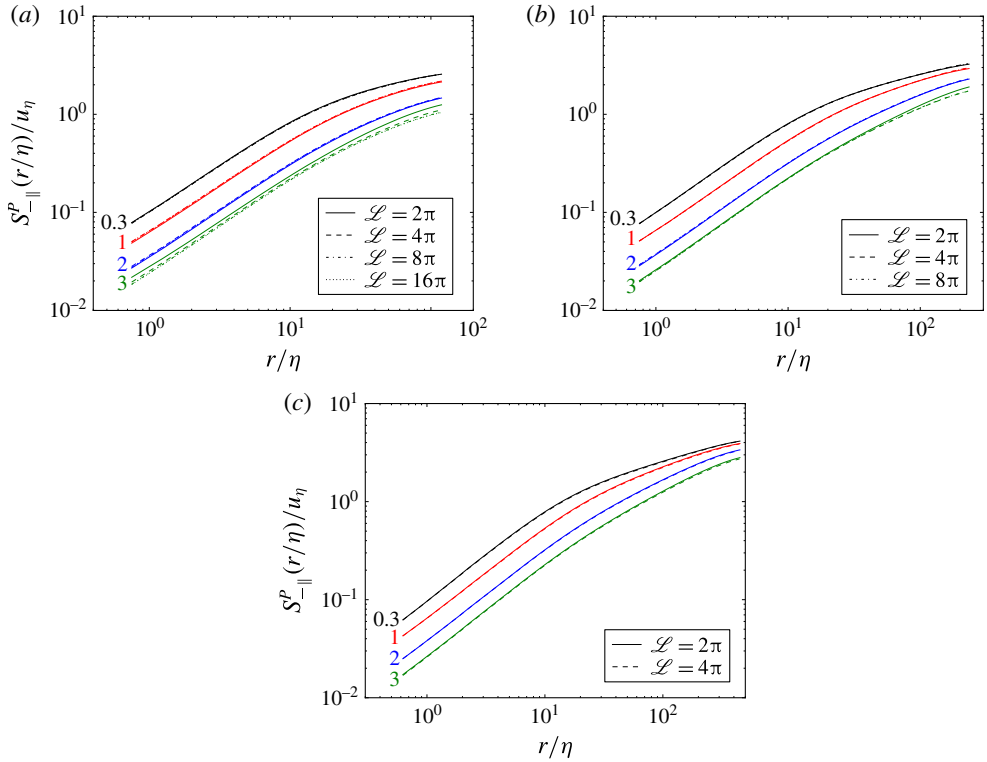 (a)
10^1
10^0
10^{-1}
10^{-2}
S^P_{-∥}(r/η)/u_η
0.3
1
2
3
ℒ = 2π
ℒ = 4π
ℒ = 8π
ℒ = 16π
10^0
10^1
10^2
r/η
(b)
10^1
10^0
10^{-1}
10^{-2}
0.3
1
2
3
ℒ = 2π
ℒ = 4π
ℒ = 8π
10^0
10^1
10^2
r/η
(c)
10^1
10^0
10^{-1}
10^{-2}
S^P_{-∥}(r/η)/u_η
0.3
1
2
3
ℒ = 2π
ℒ = 4π
10^0
10^1
10^2
r/η